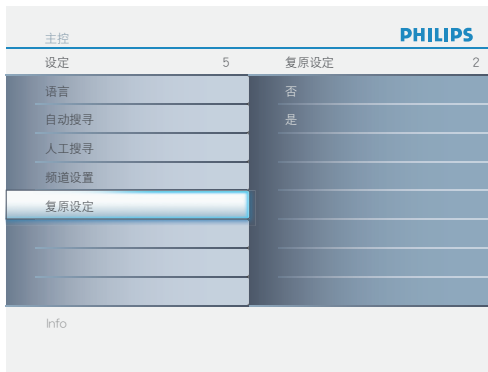 主控 PHILIPS
设定 5 复原设定 2
语言 否
自动搜寻 是
人工搜寻
频道设置
复原设定
Info